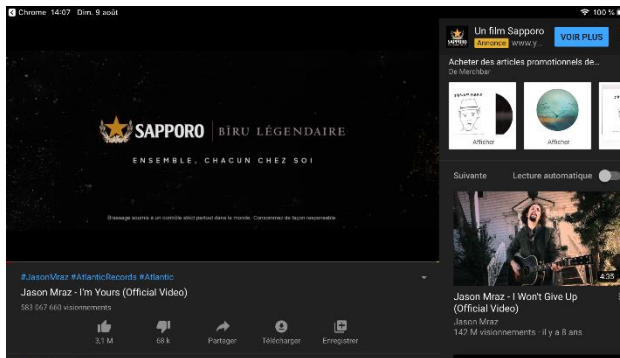 Chrome 14:07 Dim. 9 août 100 %
SAPPORO BÎRU LÉGENDAIRE
ENSEMBLE, CHACUN CHEZ SOI
Brassage soumis à un contrôle strict partout dans le monde. Consommez de façon responsable.
#JasonMraz #AtlanticRecords #Atlantic
Jason Mraz - I'm Yours (Official Video)
583 067 660 visionnements
3,1 M 68 k Partager Télécharger Enregistrer
SAPPORO
Un film Sapporo
Annonce www.y...
VOIR PLUS
Acheter des articles promotionnels de...
De Merchbar
Afficher Afficher
Suivante Lecture automatique
4:35
Jason Mraz - I Won't Give Up
(Official Video)
Jason Mraz
142 M visionnements · il y a 8 ans